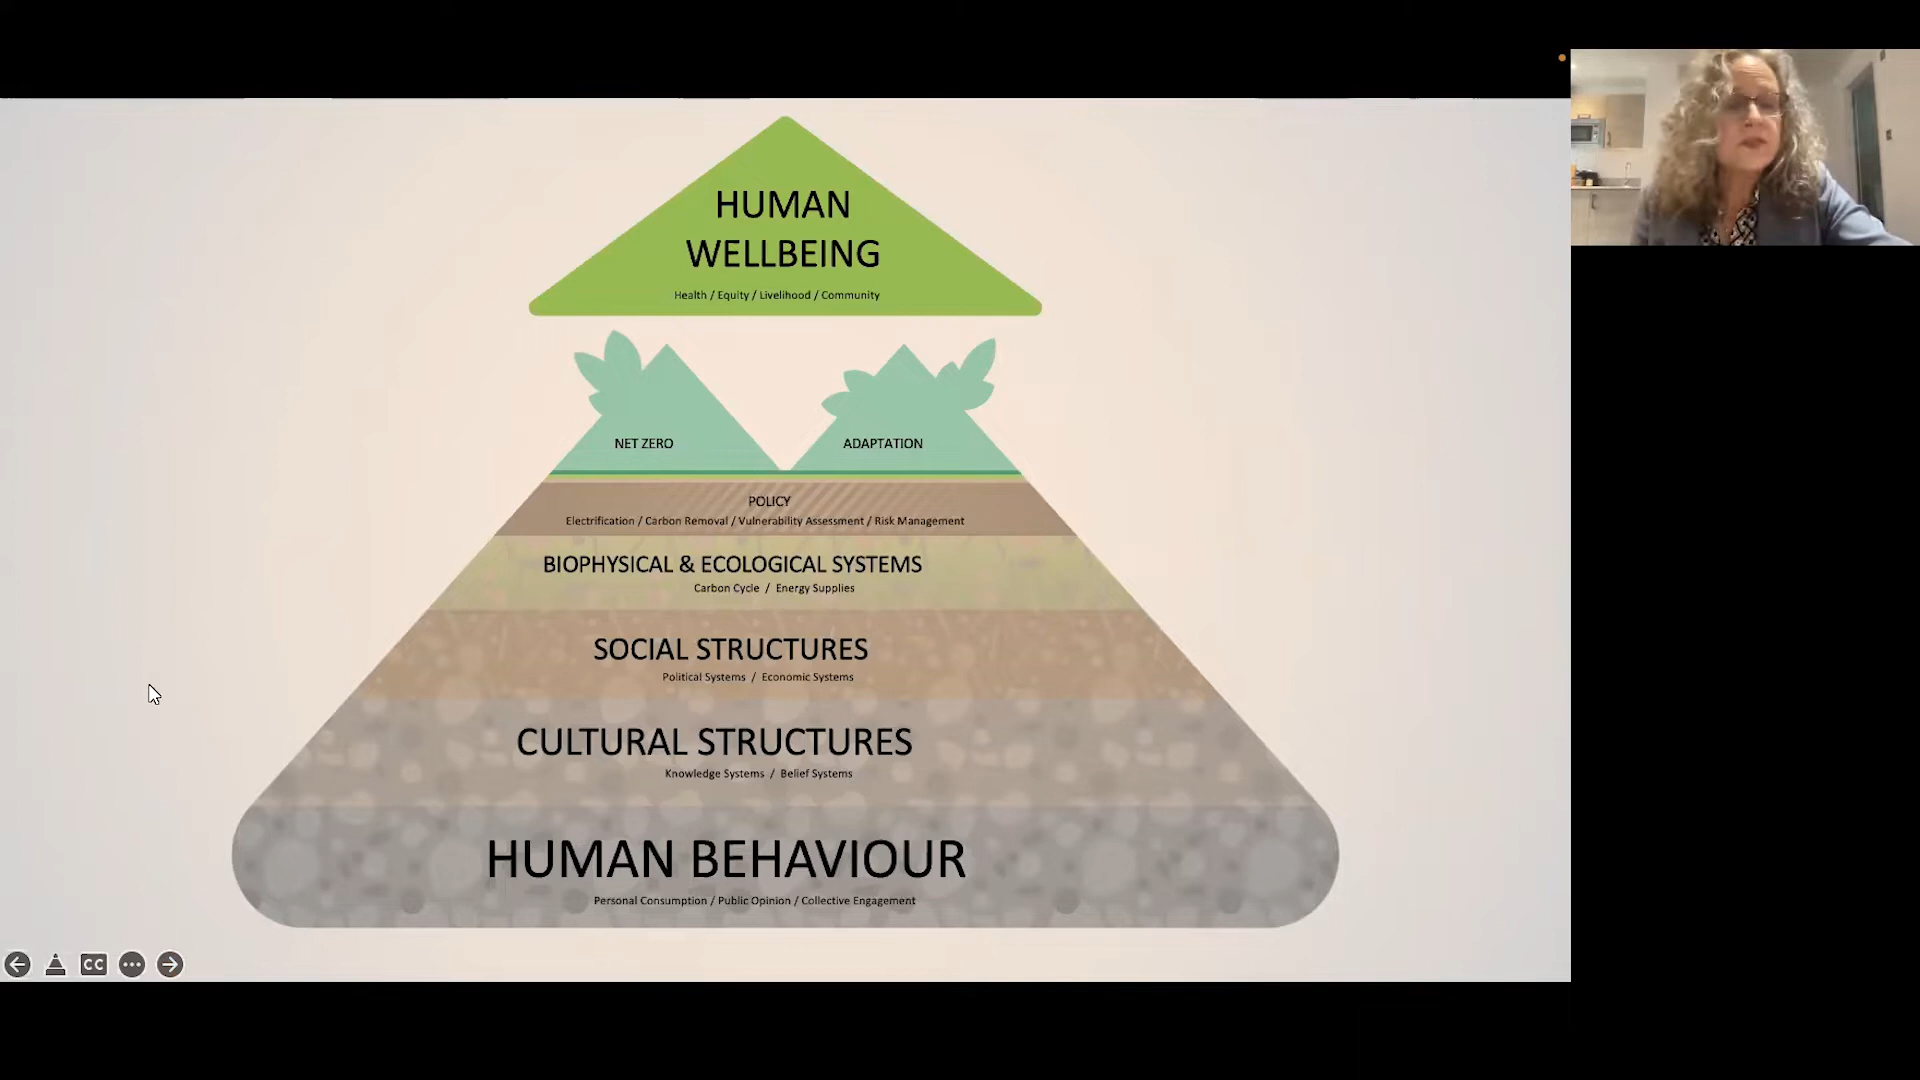 HUMAN
WELLBEING
Health / Equity / Livelihood / Community
NET ZERO
ADAPTATION
POLICY
Electrification / Carbon Removal / Vulnerability Assessment / Risk Management
BIOPHYSICAL & ECOLOGICAL SYSTEMS
Carbon Cycle / Energy Supplies
SOCIAL STRUCTURES
Political Systems / Economic Systems
CULTURAL STRUCTURES
Knowledge Systems / Belief Systems
HUMAN BEHAVIOUR
Personal Consumption / Public Opinion / Collective Engagement
CC